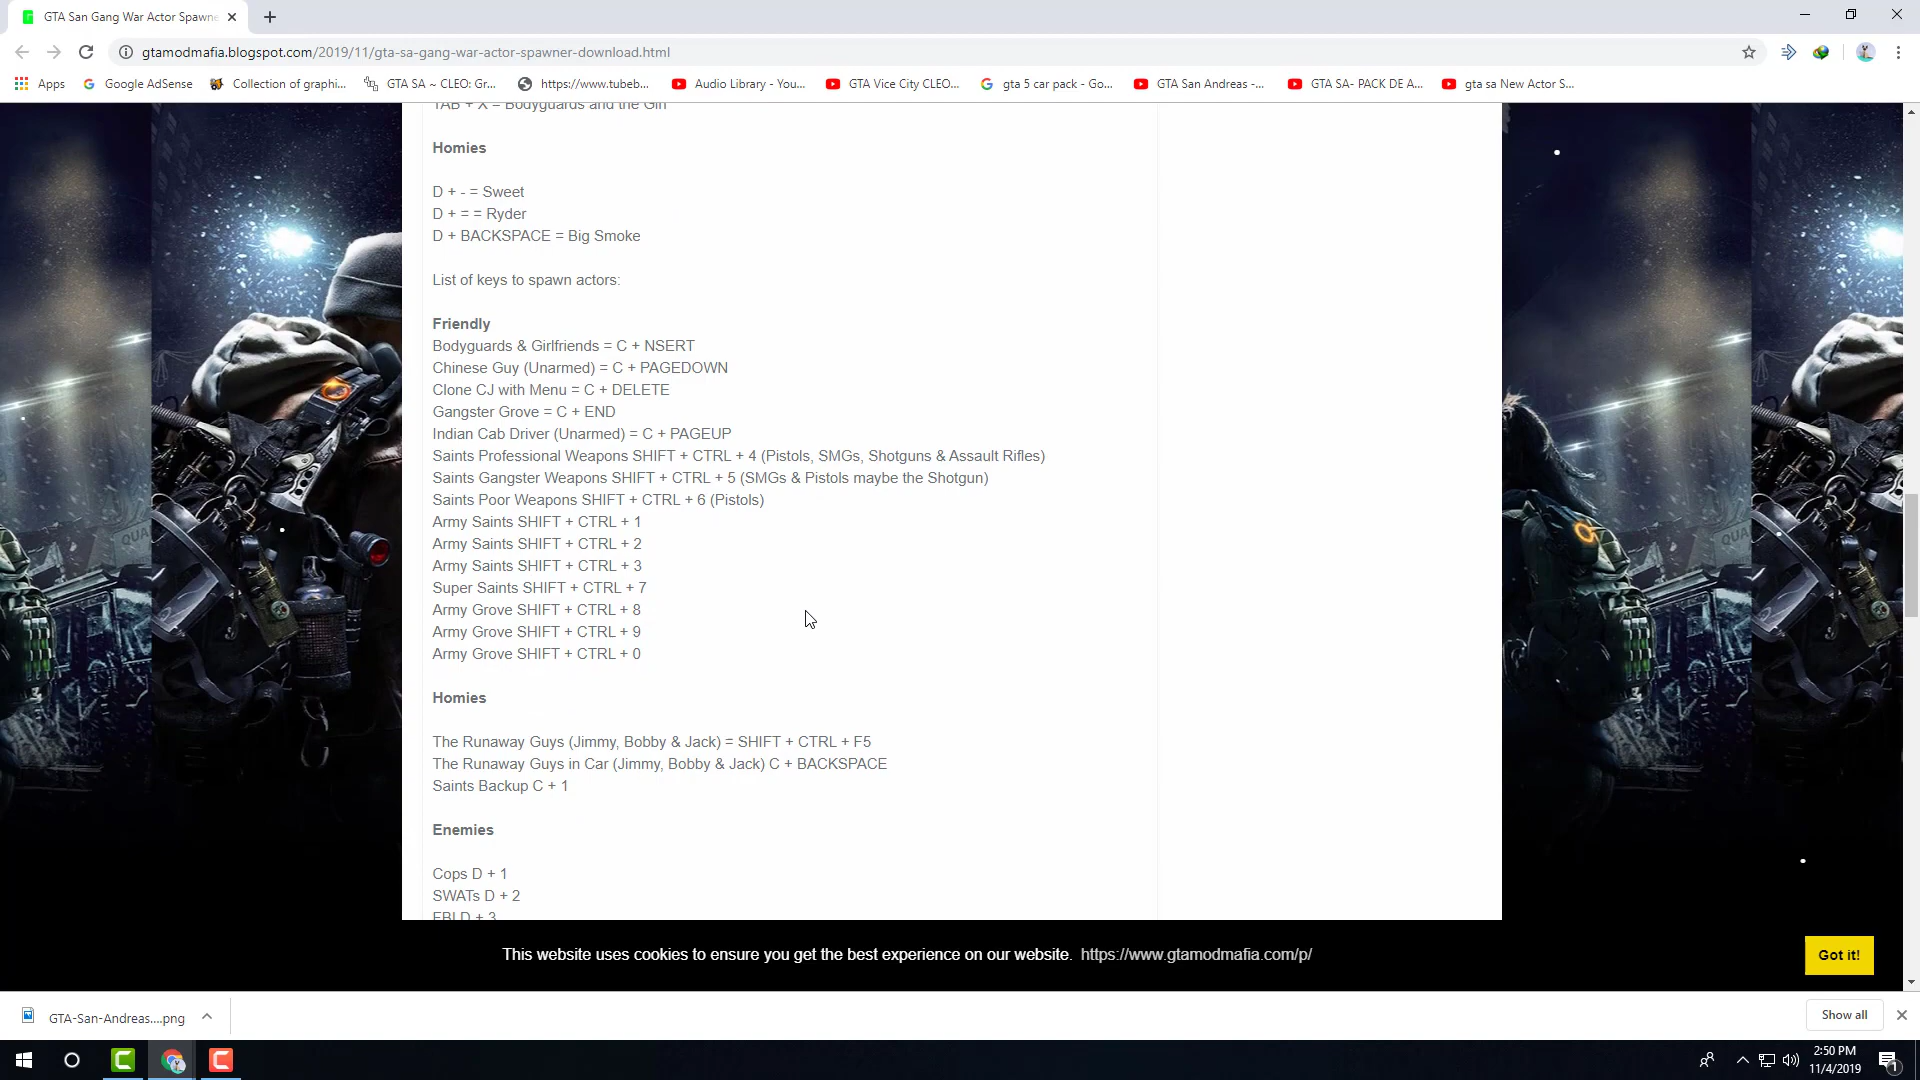 GTA San Gang War Actor Spawne
gtamodmafia.blogspot.com/2019/11/gta-sa-gang-war-actor-spawner-download.html
Apps Google AdSense Collection of graphi... GTA SA ~ CLEO: Gr... https://www.tubeb... Audio Library - You... GTA Vice City CLEO... gta 5 car pack - Go... GTA San Andreas -... GTA SA- PACK DE A... gta sa New Actor S...
TAB + X = Bodyguards and the Girl
Homies
D + - = Sweet
D + = = Ryder
D + BACKSPACE = Big Smoke
List of keys to spawn actors:
Friendly
Bodyguards & Girlfriends = C + NSERT
Chinese Guy (Unarmed) = C + PAGEDOWN
Clone CJ with Menu = C + DELETE
Gangster Grove = C + END
Indian Cab Driver (Unarmed) = C + PAGEUP
Saints Professional Weapons SHIFT + CTRL + 4 (Pistols, SMGs, Shotguns & Assault Rifles)
Saints Gangster Weapons SHIFT + CTRL + 5 (SMGs & Pistols maybe the Shotgun)
Saints Poor Weapons SHIFT + CTRL + 6 (Pistols)
Army Saints SHIFT + CTRL + 1
Army Saints SHIFT + CTRL + 2
Army Saints SHIFT + CTRL + 3
Super Saints SHIFT + CTRL + 7
Army Grove SHIFT + CTRL + 8
Army Grove SHIFT + CTRL + 9
Army Grove SHIFT + CTRL + 0
Homies
The Runaway Guys (Jimmy, Bobby & Jack) = SHIFT + CTRL + F5
The Runaway Guys in Car (Jimmy, Bobby & Jack) C + BACKSPACE
Saints Backup C + 1
Enemies
Cops D + 1
SWATs D + 2
FBI D + 3
This website uses cookies to ensure you get the best experience on our website. https://www.gtamodmafia.com/p/
Got it!
GTA-San-Andreas....png
Show all
2:50 PM
11/4/2019
1